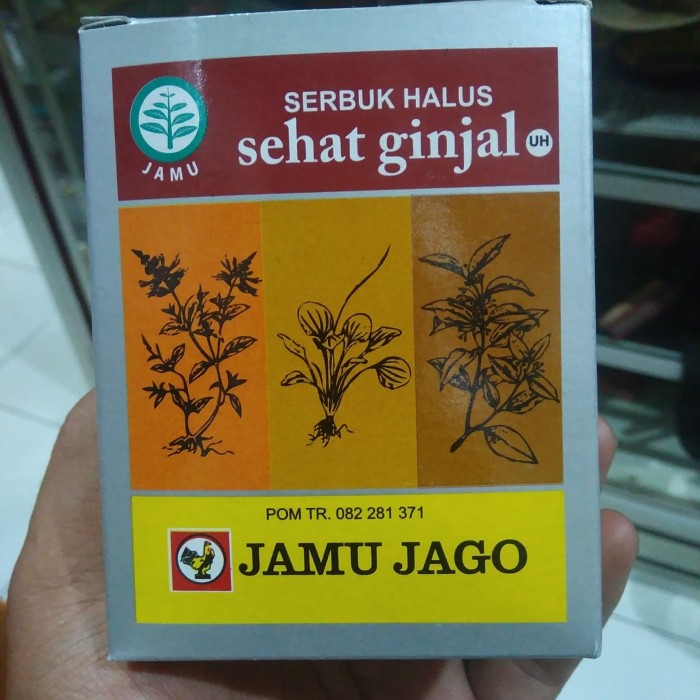 SERBUK HALUS
sehat ginjal
UH
JAMU
POM TR. 082 281 371
JAMU JAGO